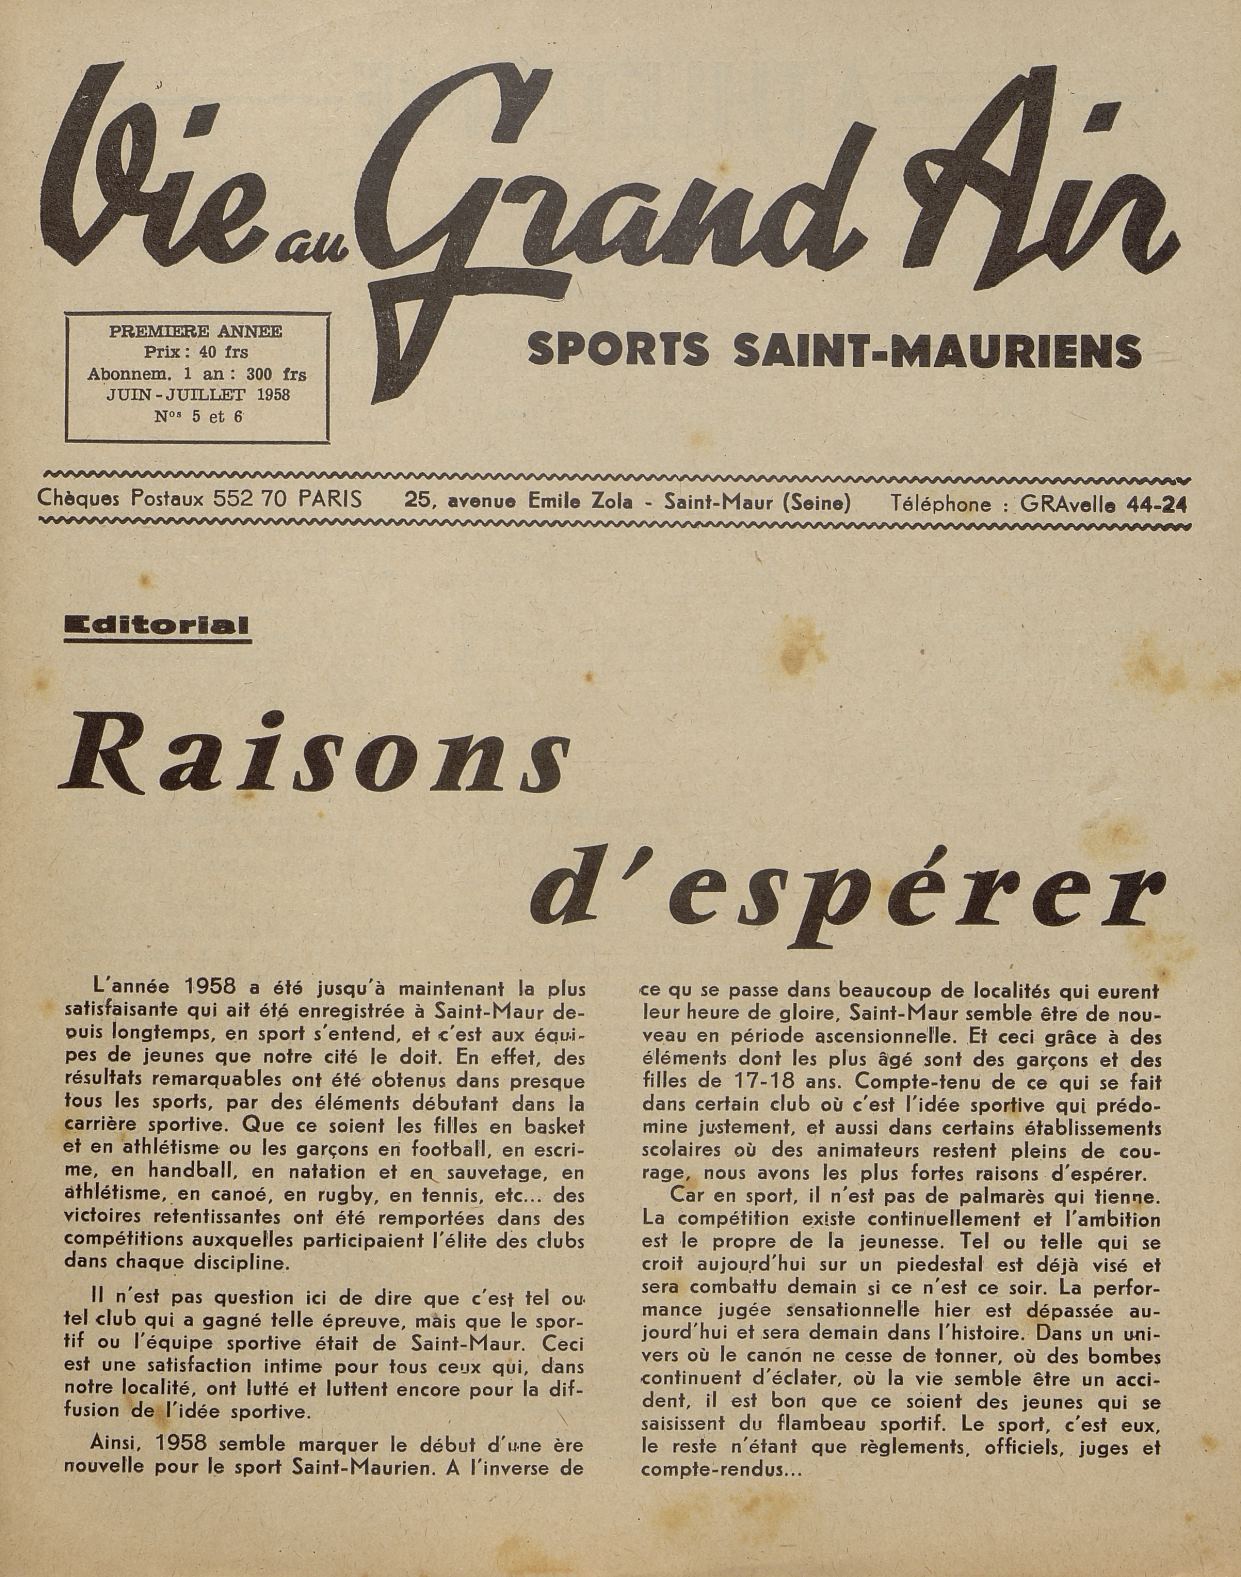 Vie au Grand Air
SPORTS SAINT-MAURIENS
PREMIERE ANNEE
Prix : 40 frs
Abonnem. 1 an : 300 frs
JUIN - JUILLET 1958
Nos 5 et 6
Chèques Postaux 552 70 PARIS 25, avenue Emile Zola - Saint-Maur (Seine) Téléphone : GRAvelle 44-24
Editorial
Raisons
d'espérer
L'année 1958 a été jusqu'à maintenant la plus
satisfaisante qui ait été enregistrée à Saint-Maur de-
puis longtemps, en sport s'entend, et c'est aux équi-
pes de jeunes que notre cité le doit. En effet, des
résultats remarquables ont été obtenus dans presque
tous les sports, par des éléments débutant dans la
carrière sportive. Que ce soient les filles en basket
et en athlétisme ou les garçons en football, en escri-
me, en handball, en natation et en sauvetage, en
athlétisme, en canoé, en rugby, en tennis, etc... des
victoires retentissantes ont été remportées dans des
compétitions auxquelles participaient l'élite des clubs
dans chaque discipline.
Il n'est pas question ici de dire que c'est tel ou
tel club qui a gagné telle épreuve, mais que le spor-
tif ou l'équipe sportive était de Saint-Maur. Ceci
est une satisfaction intime pour tous ceux qui, dans
notre localité, ont lutté et luttent encore pour la dif-
fusion de l'idée sportive.
Ainsi, 1958 semble marquer le début d'une ère
nouvelle pour le sport Saint-Maurien. A l'inverse de
ce qu se passe dans beaucoup de localités qui eurent
leur heure de gloire, Saint-Maur semble être de nou-
veau en période ascensionnelle. Et ceci grâce à des
éléments dont les plus âgé sont des garçons et des
filles de 17-18 ans. Compte-tenu de ce qui se fait
dans certain club où c'est l'idée sportive qui prédo-
mine justement, et aussi dans certains établissements
scolaires où des animateurs restent pleins de cou-
rage, nous avons les plus fortes raisons d'espérer.
Car en sport, il n'est pas de palmarès qui tienne.
La compétition existe continuellement et l'ambition
est le propre de la jeunesse. Tel ou telle qui se
croit aujourd'hui sur un piedestal est déjà visé et
sera combattu demain si ce n'est ce soir. La perfor-
mance jugée sensationnelle hier est dépassée au-
jourd'hui et sera demain dans l'histoire. Dans un uni-
vers où le canon ne cesse de tonner, où des bombes
continuent d'éclater, où la vie semble être un acci-
dent, il est bon que ce soient des jeunes qui se
saisissent du flambeau sportif. Le sport, c'est eux,
le reste n'étant que règlements, officiels, juges et
compte-rendus...